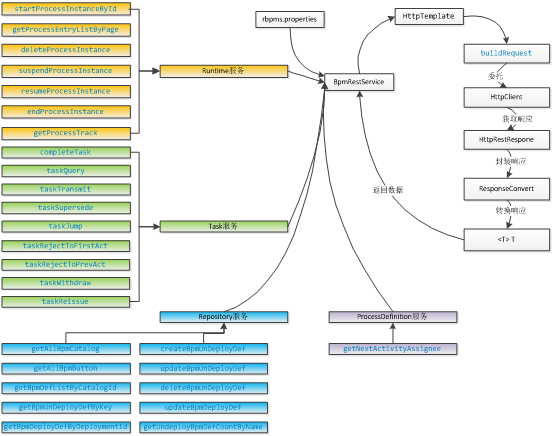 startProcessInstanceById
getProcessEntryListByPage
deleteProcessInstance
suspendProcessInstance
resumeProcessInstance
endProcessInstance
getProcessTrack
Runtime服务
rbpms.properties
BpmRestService
HttpTemplate
buildRequest
委托
HttpClient
获取响应
HttpRestRespone
封装响应
ResponseConvert
转换响应
<T> T
返回数据
completeTask
taskQuery
taskTransmit
taskSupersede
taskJump
taskRejectToFirstAct
taskRejectToPrevAct
taskWithdraw
taskReissue
Task服务
Repository服务
ProcessDefinition服务
getAllBpmCatalog
createBpmUnDeployDef
getNextActivityAssignee
getAllBpmButton
updateBpmUnDeployDef
getBpmDefListByCatalogId
deleteBpmUnDeployDef
getBpmUnDeployDefByKey
updateBpmDeployDef
getBpmDeployDefByDeploymentId
getUndeployBpmDefCountByName